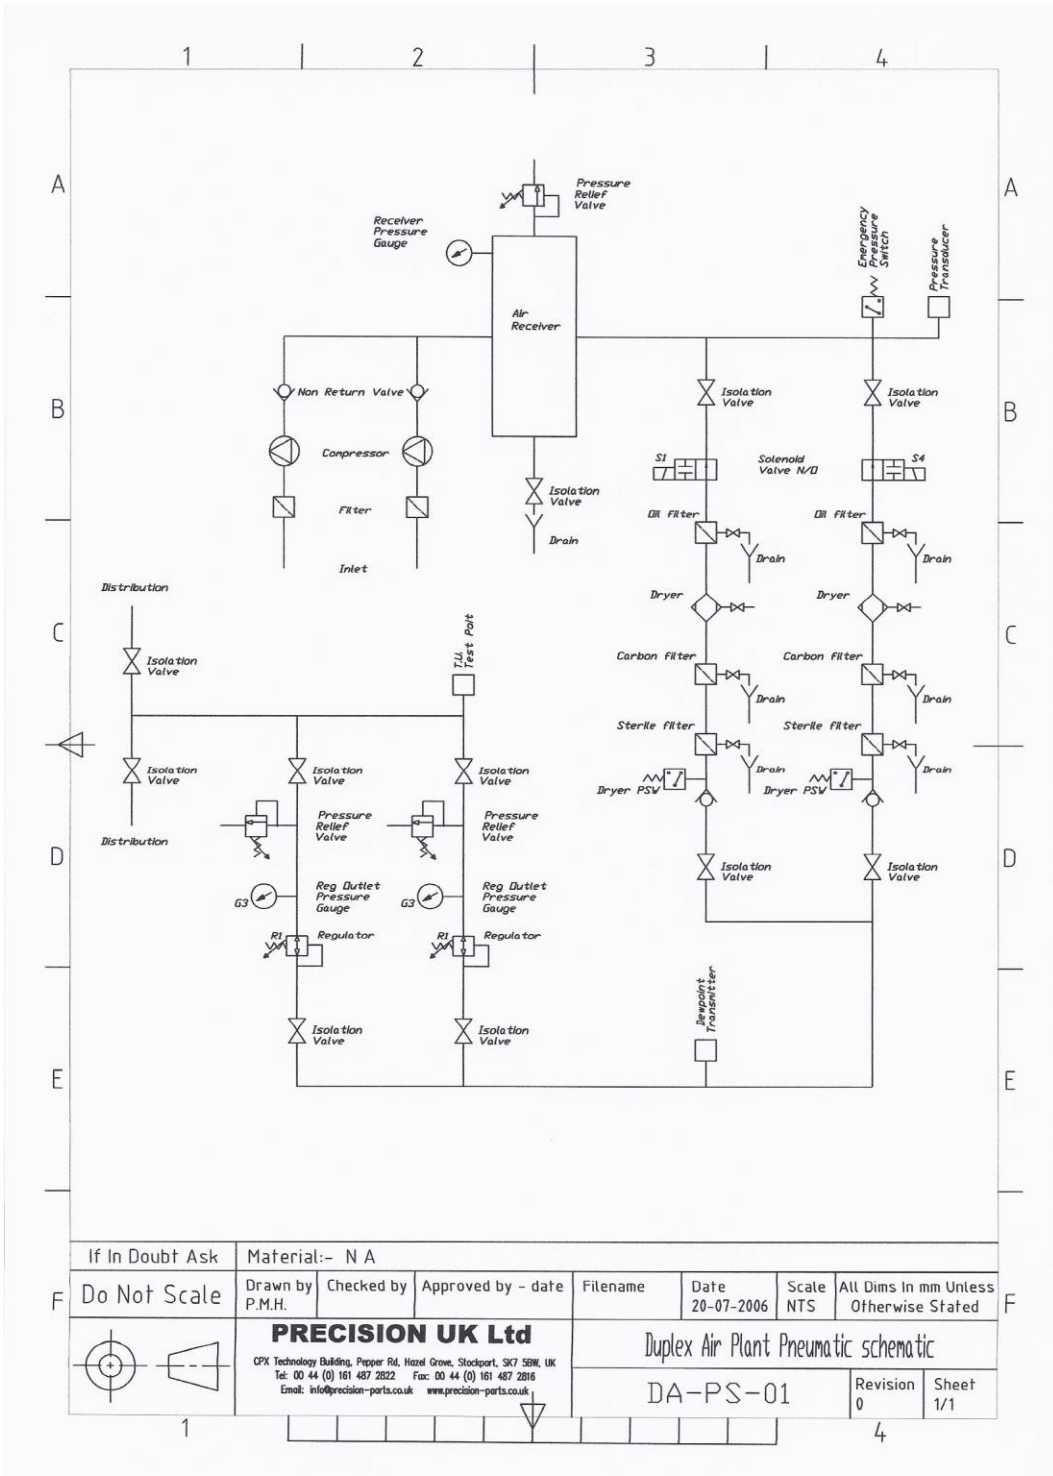 1
2
3
4
A
A
B
B
C
C
D
D
E
E
F
F
Pressure
Relief
Valve
Receiver
Pressure
Gauge
Emergency
Pressure
Switch
Pressure
Transducer
Air
Receiver
Non Return Valve
Isolation
Valve
Isolation
Valve
Compressor
S1
Solenoid
Valve N/O
S4
Isolation
Valve
Filter
Oil filter
Oil filter
Drain
Drain
Drain
Inlet
Distribution
Dryer
Dryer
T.U.
Test Poit
Isolation
Valve
Carbon filter
Carbon filter
Drain
Drain
Sterile filter
Sterile filter
Isolation
Valve
Isolation
Valve
Isolation
Valve
Drain
Drain
Dryer PSW
Dryer PSW
Pressure
Relief
Valve
Pressure
Relief
Valve
Distribution
Isolation
Valve
Isolation
Valve
G3
Reg Outlet
Pressure
Gauge
G3
Reg Outlet
Pressure
Gauge
R1
Regulator
R1
Regulator
Dewpoint
Transmitter
Isolation
Valve
Isolation
Valve
If In Doubt Ask
Material:- N A
Do Not Scale
Drawn by
P.M.H.
Checked by
Approved by - date
Filename
Date
20-07-2006
Scale
NTS
All Dims In mm Unless
Otherwise Stated
PRECISION UK Ltd
CPX Technology Building, Pepper Rd, Hazel Grove, Stockport, SK7 5BW, UK
Tel: 00 44 (0) 161 487 2822 Fax: 00 44 (0) 161 487 2816
Email: info@precision-parts.co.uk www.precision-parts.co.uk
Duplex Air Plant Pneumatic schematic
DA-PS-01
Revision
0
Sheet
1/1
1
4